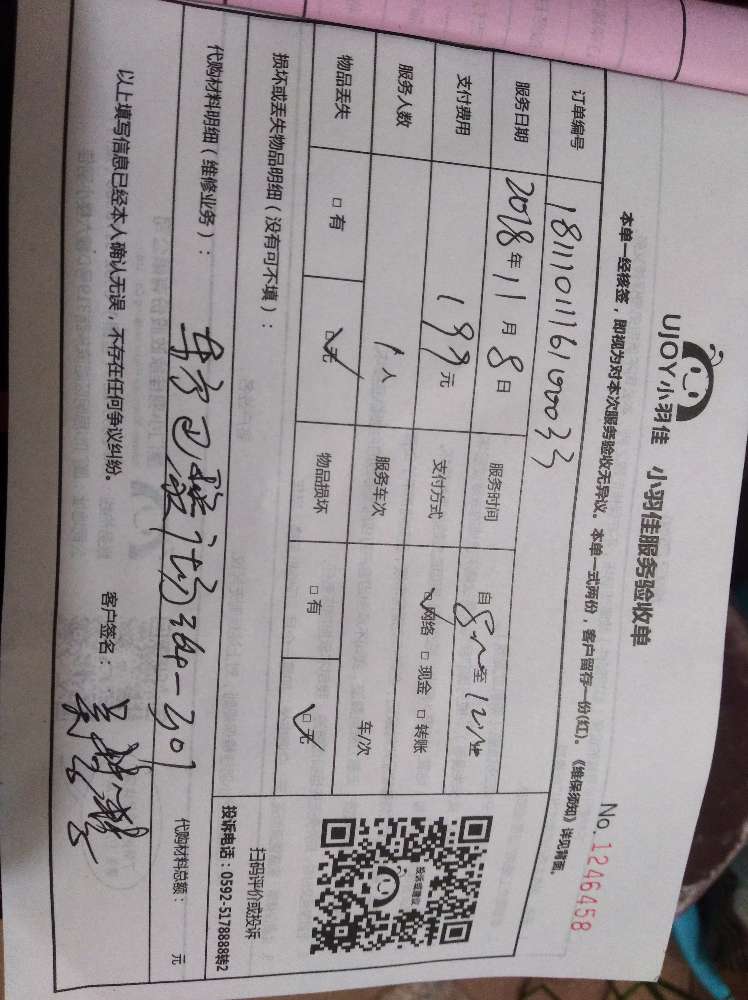 UJOY小羽佳
小羽佳服务验收单
No. 1246458
本单一经核签，即视为对本次服务验收无异议。本单一式两份，客户留存一份(红)。《维保须知》详见背面。
订单编号
服务日期 2018年11月8日 服务时间 自8
支付费用 199元 支付方式 网络 □ 现金 □ 转账
服务人数 1人 服务车次 车/次
物品丢失 □ 有 □ 无 物品损坏 □ 有 □ 无
损坏或丢失物品明细（没有可不填）：
扫码评价或投诉
投诉电话：0592-5178888转2
代购材料明细（维修业务）： 代购材料总额： 元
264-301
以上填写信息已经本人确认无误，不存在任何争议纠纷。 客户签名：